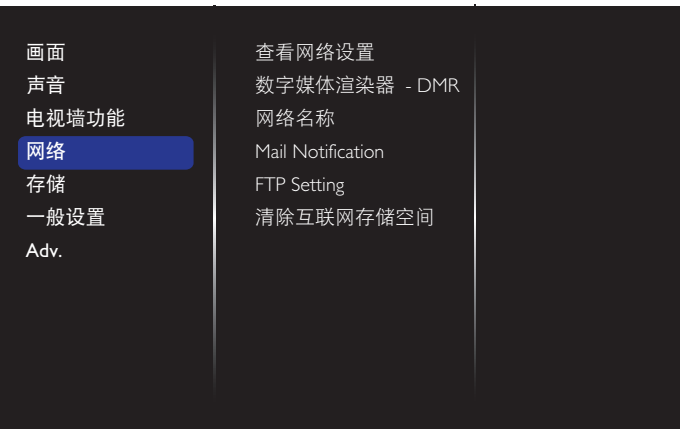 画面
声音
电视墙功能
网络
存储
一般设置
Adv.
查看网络设置
数字媒体渲染器 - DMR
网络名称
Mail Notification
FTP Setting
清除互联网存储空间